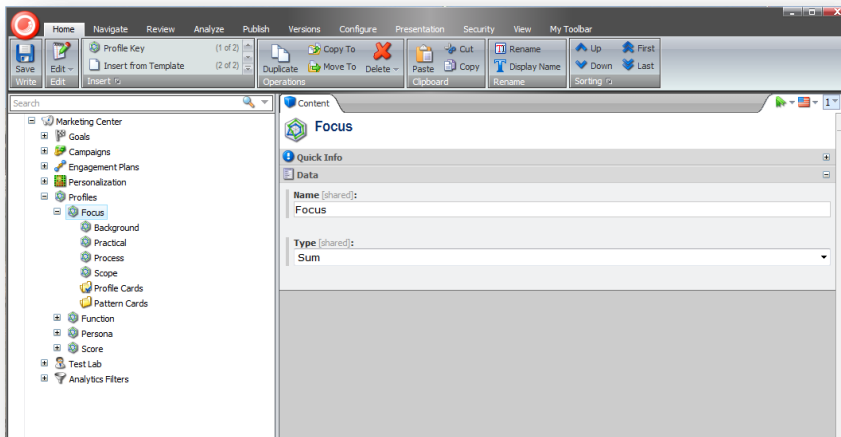 Home Navigate Review Analyze Publish Versions Configure Presentation Security View My Toolbar
Save Edit Profile Key (1 of 2) Duplicate Copy To Delete Paste Cut Rename Up First
Insert from Template (2 of 2) Move To Copy Display Name Down Last
Write Edit Insert Operations Clipboard Rename Sorting
Search
Content
1
Marketing Center
Goals
Campaigns
Engagement Plans
Personalization
Profiles
Focus
Background
Practical
Process
Scope
Profile Cards
Pattern Cards
Function
Persona
Score
Test Lab
Analytics Filters
Focus
Quick Info
Data
Name [shared]:
Focus
Type [shared]:
Sum